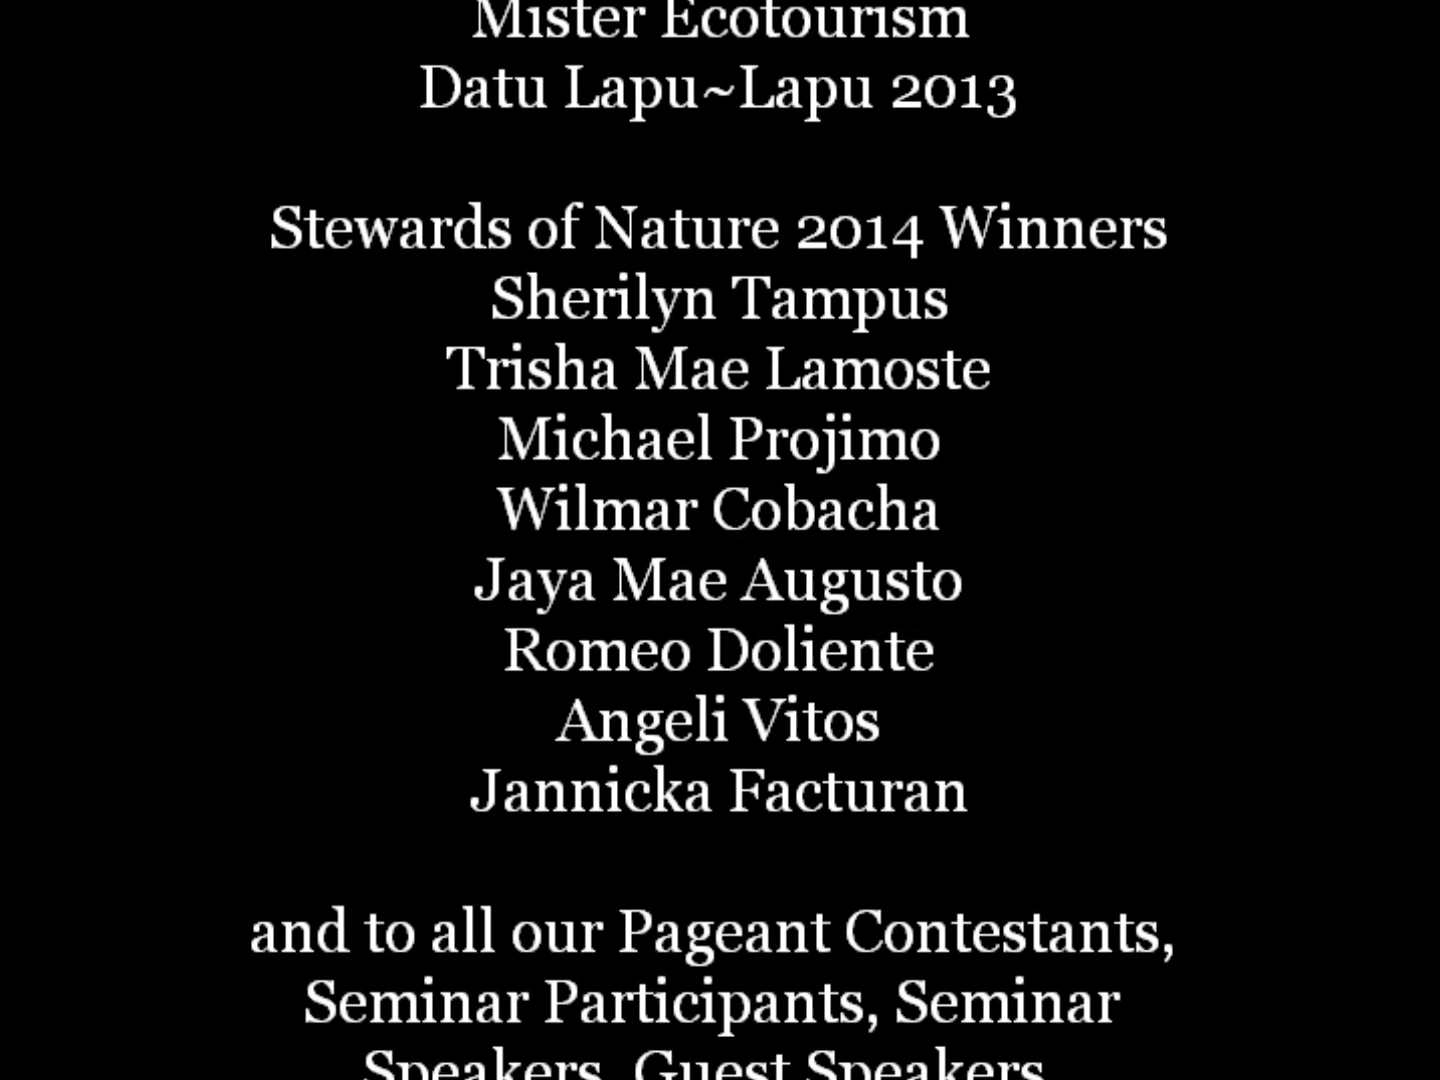 Mister Ecotourism
Datu Lapu~Lapu 2013
Stewards of Nature 2014 Winners
Sherilyn Tampus
Trisha Mae Lamoste
Michael Projimo
Wilmar Cobacha
Jaya Mae Augusto
Romeo Doliente
Angeli Vitos
Jannicka Facturan
and to all our Pageant Contestants,
Seminar Participants, Seminar
Speakers, Guest Speakers